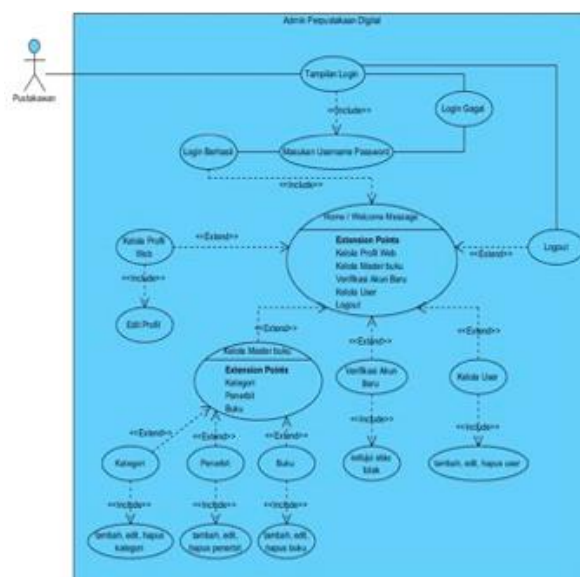 Admin Perpustakaan Digital
Pustakawan
Tampilan Login
Login Gagal
<<Include>>
Login Berhasil
Masukan Username Password
<<Include>>
Home / Welcome Message
Extension Points
Kelola Profil Web
Kelola Master buku
Verifikasi Akun Baru
Kelola User
Logout
Kelola Profil
Web
<<Extend>>
<<Extend>>
Logout
<<Include>>
Edit Profil
<<Extend>>
<<Extend>>
<<Extend>>
Kelola Master buku
Extension Points
Kategori
Penerbit
Buku
Verifikasi Akun
Baru
Kelola User
<<Extend>>
<<Extend>>
<<Extend>>
<<Include>>
<<Include>>
Kategori
Penerbit
Buku
setujui atau
tolak
tambah, edit, hapus user
<<Include>>
<<Include>>
<<Include>>
tambah, edit, hapus
kategori
tambah, edit,
hapus penerbit
tambah, edit,
hapus buku